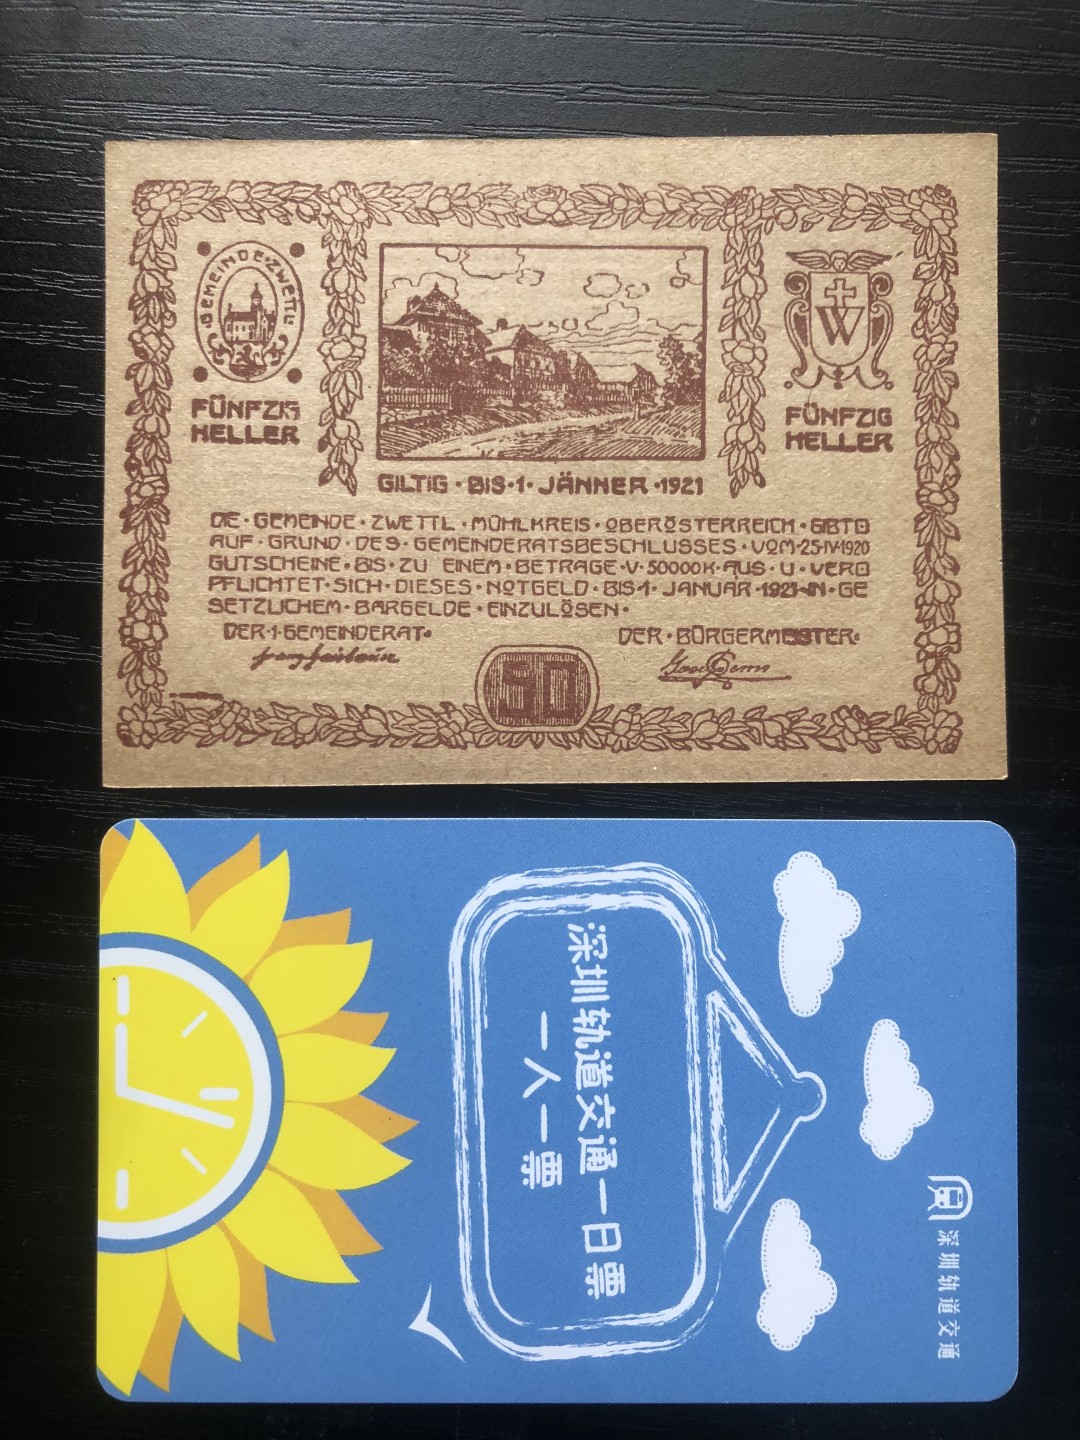 GEMEINDE·ZWETTL
FÜNFZIG
HELLER
W
FÜNFZIG
HELLER
GILTIG·BIS·1·JÄNNER·1921
DIE·GEMEINDE·ZWETTL·MÜHLKREIS·OBERÖSTERREICH·GIBT
AUF·GRUND·DES·GEMEINDERATSBESCHLUSSES·VOM·25·IV·1920
GUTSCHEINE·BIS·ZU·EINEM·BETRAGE·V·50000K·AUS·U·VER
PFLICHTET·SICH·DIESES·NOTGELD·BIS·1·JANUAR·1921·IN·GE
SETZLICHEM·BARGELDE·EINZULÖSEN·
DER·1·GEMEINDERAT·
DER·BÜRGERMEISTER·
50
深圳轨道交通一日票
一人一票
深圳轨道交通